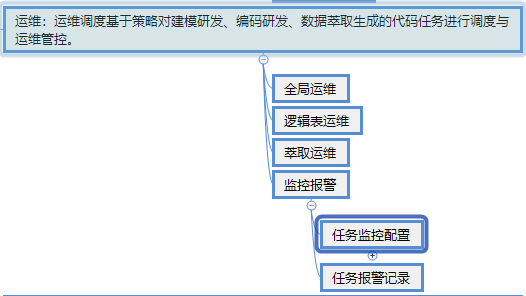 运维：运维调度基于策略对建模研发、编码研发、数据萃取生成的代码任务进行调度与
运维管控。
全局运维
逻辑表运维
萃取运维
监控报警
任务监控配置
任务报警记录